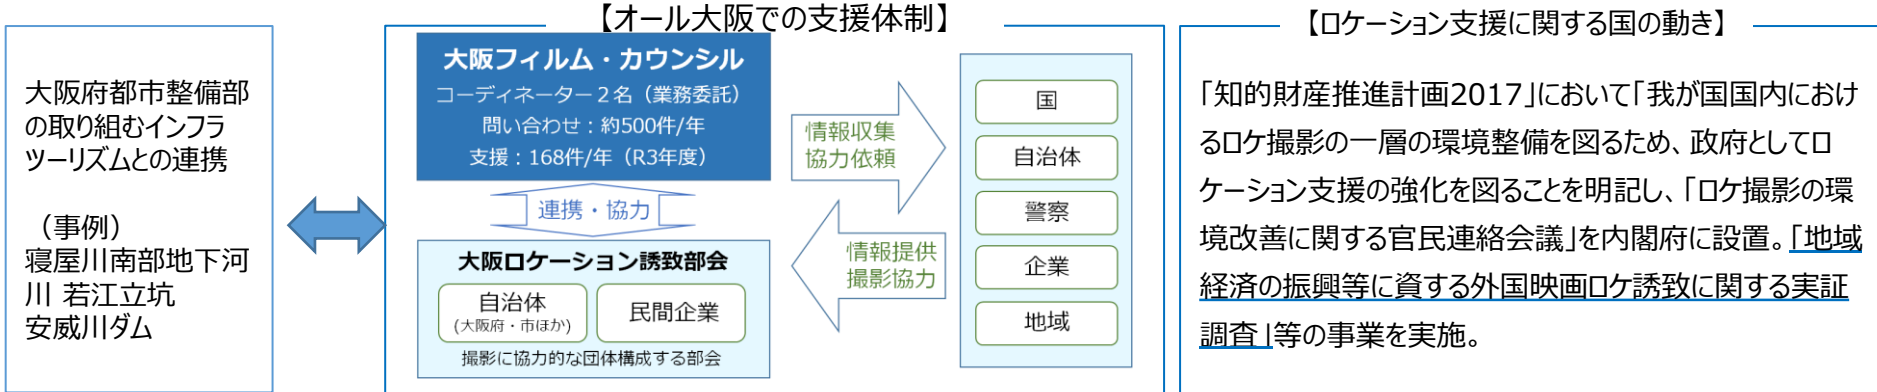 大阪府都市整備部
の取り組むインフラ
ツーリズムとの連携
（事例）
寝屋川南部地下河
川 若江立坑
安威川ダム
【オール大阪での支援体制】
大阪フィルム・カウンシル
コーディネーター２名（業務委託）
問い合わせ：約500件/年
支援：168件/年（R3年度）
連携・協力
大阪ロケーション誘致部会
自治体
(大阪府・市ほか)
民間企業
撮影に協力的な団体構成する部会
情報収集
協力依頼
情報提供
撮影協力
国
自治体
警察
企業
地域
【ロケーション支援に関する国の動き】
「知的財産推進計画2017」において「我が国国内におけ
るロケ撮影の一層の環境整備を図るため、政府としてロ
ケーション支援の強化を図ることを明記し、「ロケ撮影の環
境改善に関する官民連絡会議」を内閣府に設置。「地域
経済の振興等に資する外国映画ロケ誘致に関する実証
調査」等の事業を実施。